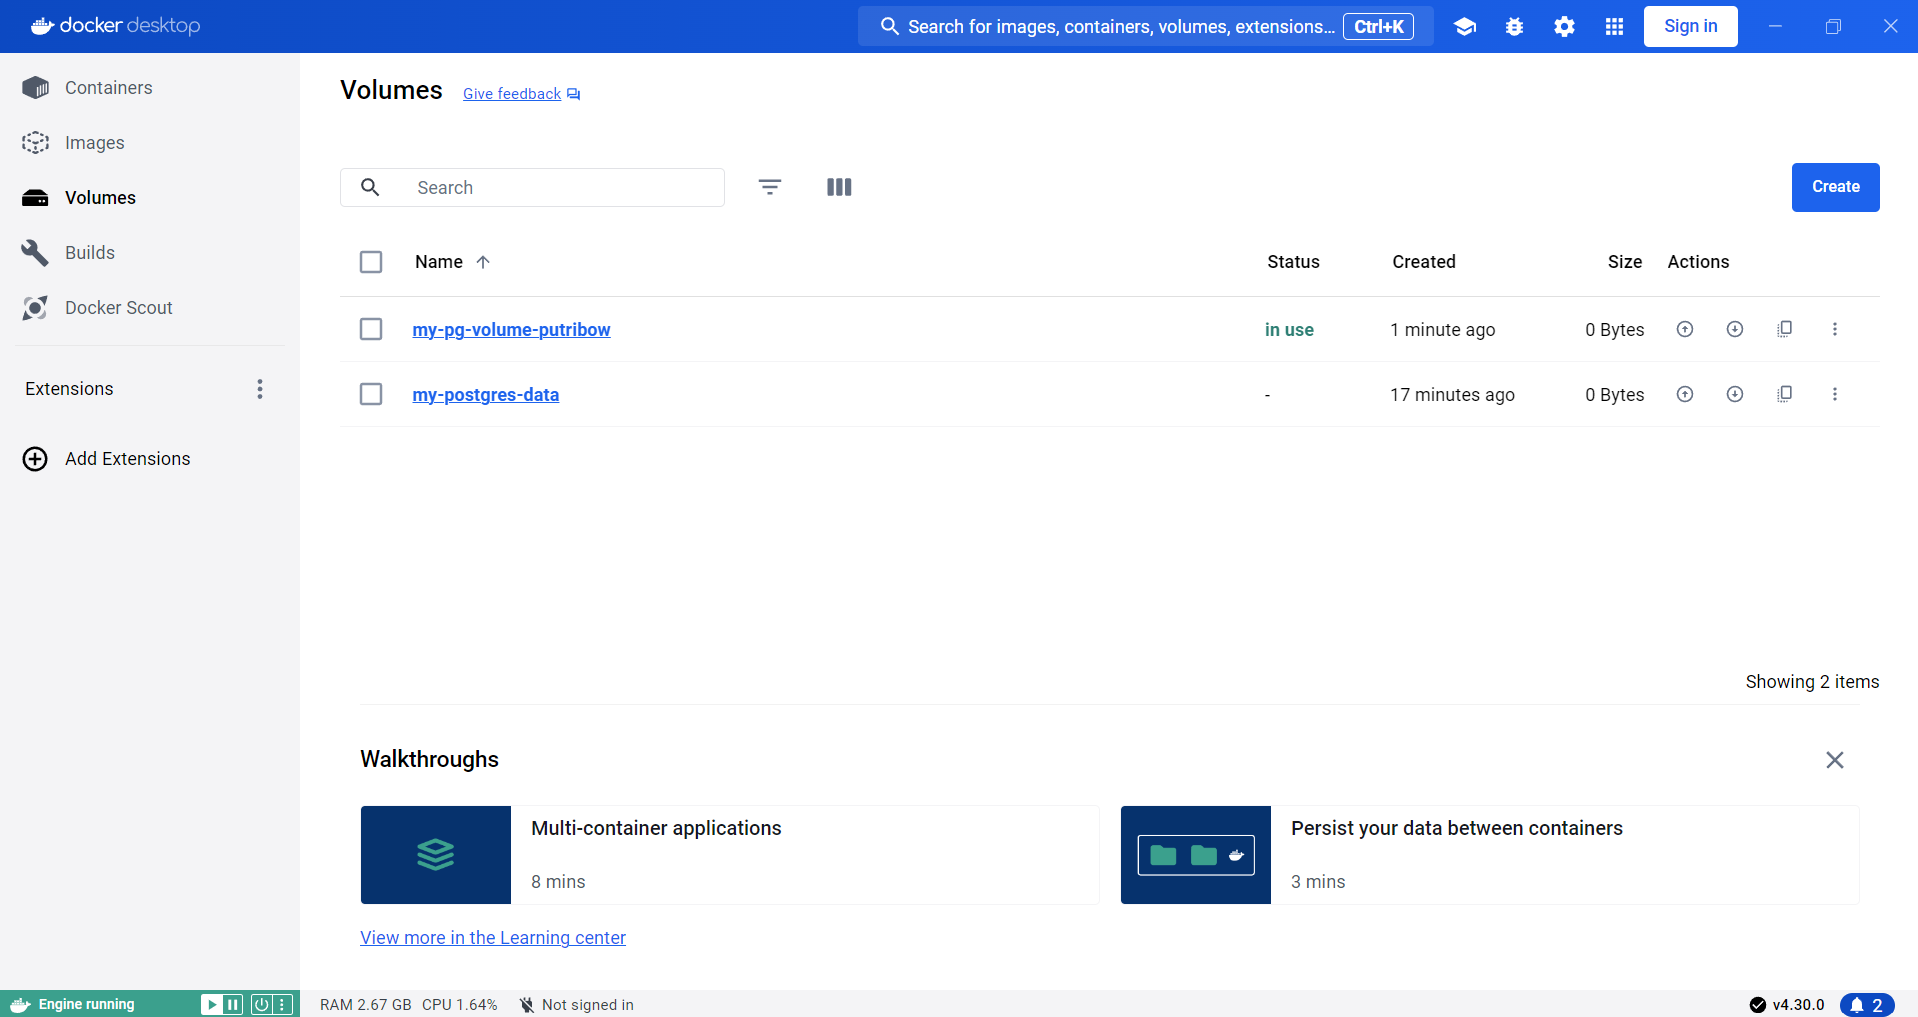 docker desktop
Search for images, containers, volumes, extensions... Ctrl+K
Sign in
Containers
Images
Volumes
Builds
Docker Scout
Extensions
Add Extensions
Volumes Give feedback
Search
Create
Name Status Created Size Actions
my-pg-volume-putribow in use 1 minute ago 0 Bytes
my-postgres-data - 17 minutes ago 0 Bytes
Showing 2 items
Walkthroughs
Multi-container applications
8 mins
Persist your data between containers
3 mins
View more in the Learning center
Engine running
RAM 2.67 GB CPU 1.64% Not signed in
v4.30.0 2